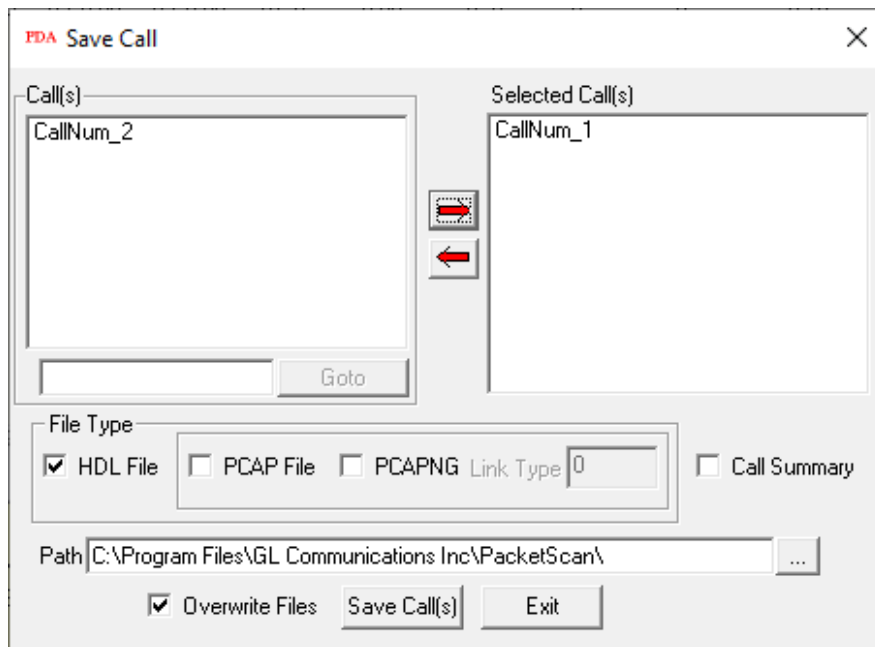 PDA Save Call
Call(s)
CallNum_2
Goto
Selected Call(s)
CallNum_1
File Type
HDL File PCAP File PCAPNG Link Type 0
Call Summary
Path C:\Program Files\GL Communications Inc\PacketScan\ ...
Overwrite Files Save Call(s) Exit